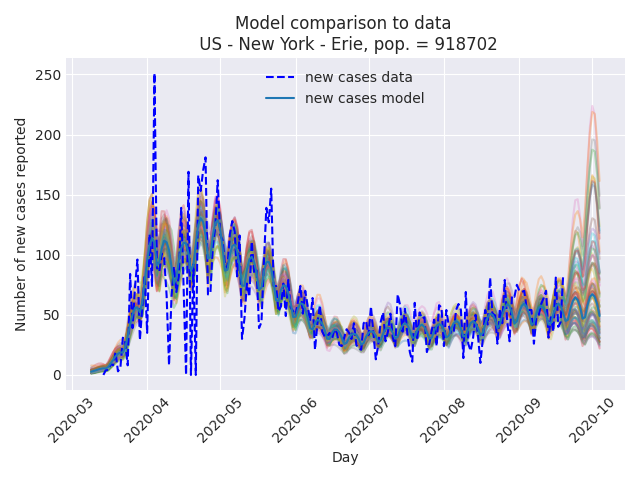 Model comparison to data
US - New York - Erie, pop. = 918702
new cases data
new cases model
Number of new cases reported
250
200
150
100
50
0
2020-03
2020-04
2020-05
2020-06
2020-07
2020-08
2020-09
2020-10
Day